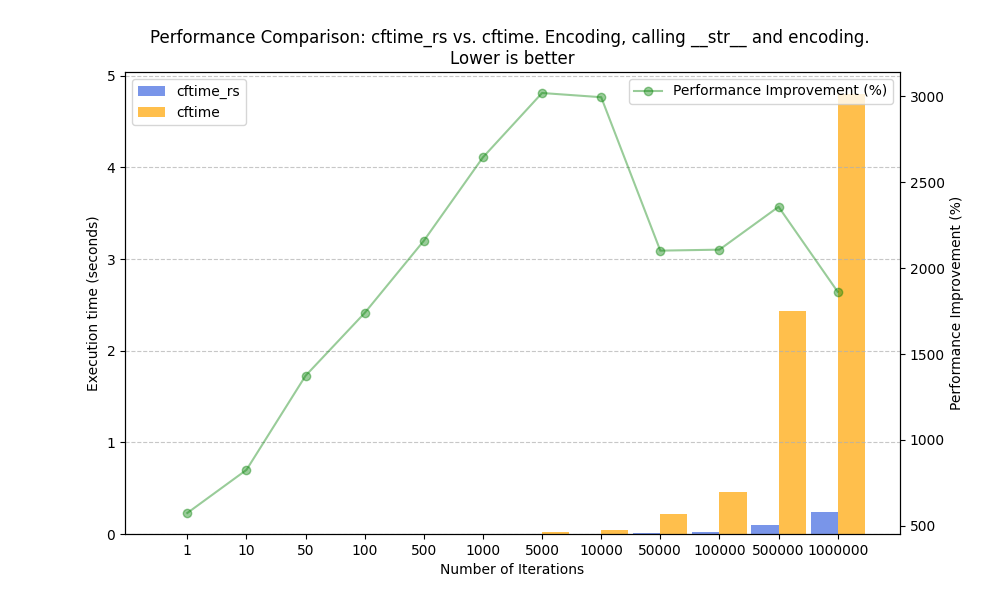 Performance Comparison: cftime_rs vs. cftime. Encoding, calling __str__ and encoding.
Lower is better
cftime_rs
cftime
Performance Improvement (%)
5
4
3
2
1
0
Execution time (seconds)
3000
2500
2000
1500
1000
500
Performance Improvement (%)
1 10 50 100 500 1000 5000 10000 50000 100000 500000 1000000
Number of Iterations